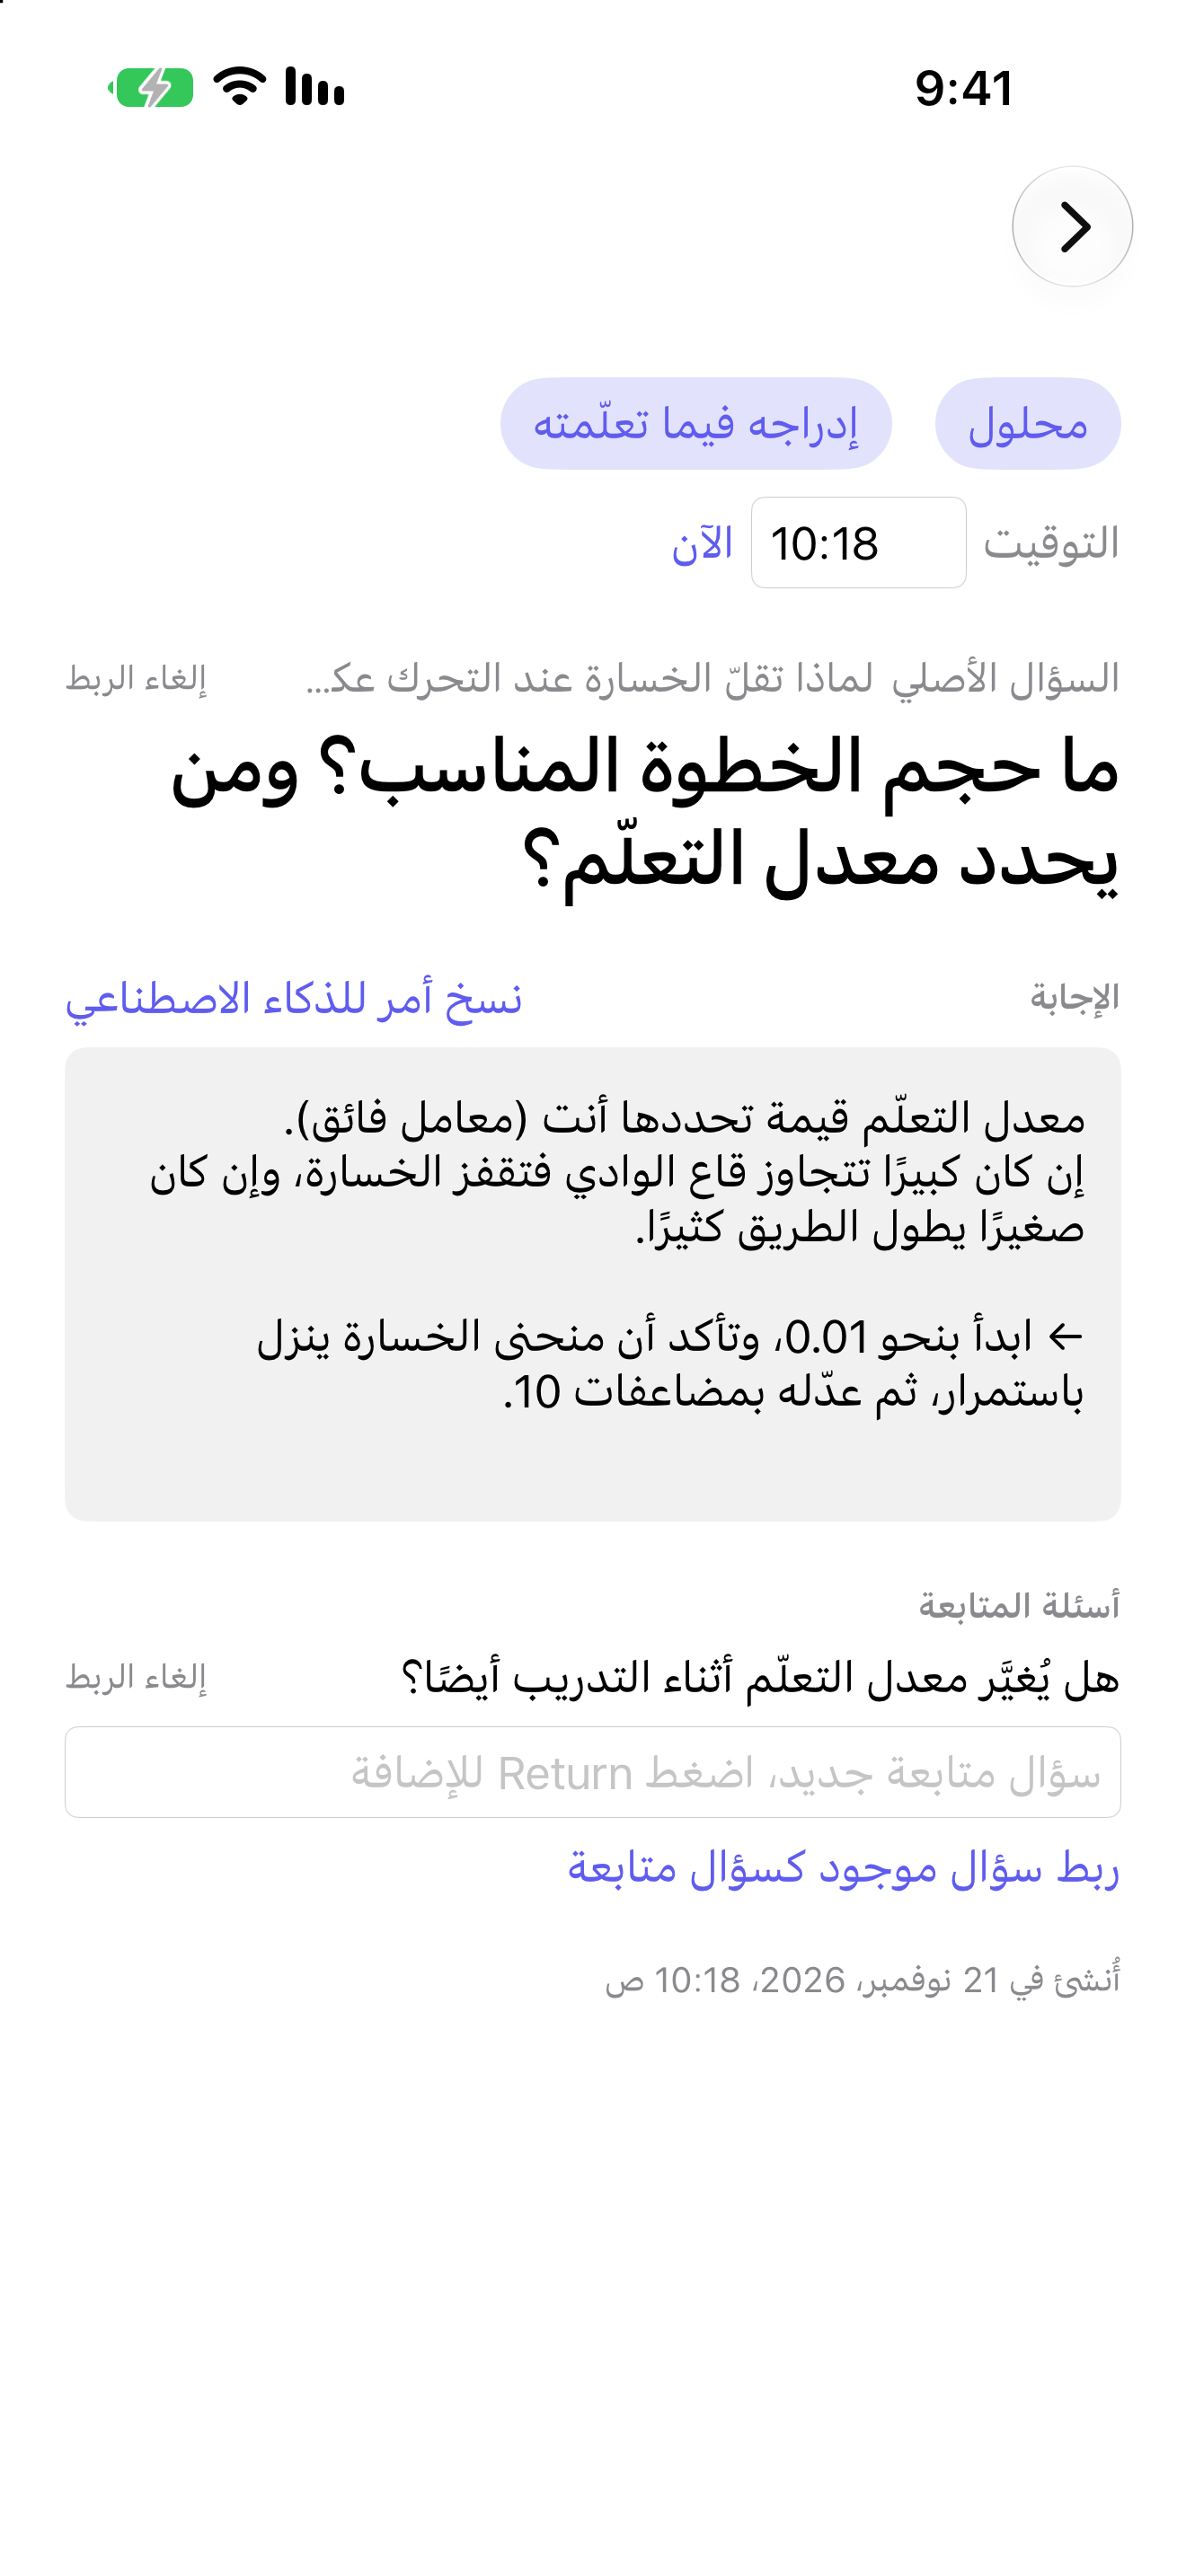 9:41
محلول
إدراجه فيما تعلّمته
التوقيت 10:18 الآن
السؤال الأصلي لماذا تقلّ الخسارة عند التحرك عكـ... إلغاء الربط
ما حجم الخطوة المناسب؟ ومن
يحدد معدل التعلّم؟
الإجابة
نسخ أمر للذكاء الاصطناعي
معدل التعلّم قيمة تحددها أنت (معامل فائق).
إن كان كبيرًا تتجاوز قاع الوادي فتقفز الخسارة، وإن كان
صغيرًا يطول الطريق كثيرًا.
← ابدأ بنحو 0.01، وتأكد أن منحنى الخسارة ينزل
باستمرار، ثم عدّله بمضاعفات 10.
أسئلة المتابعة
هل يُغيَّر معدل التعلّم أثناء التدريب أيضًا؟ إلغاء الربط
سؤال متابعة جديد، اضغط Return للإضافة
ربط سؤال موجود كسؤال متابعة
أُنشئ في 21 نوفمبر، 2026، 10:18 ص